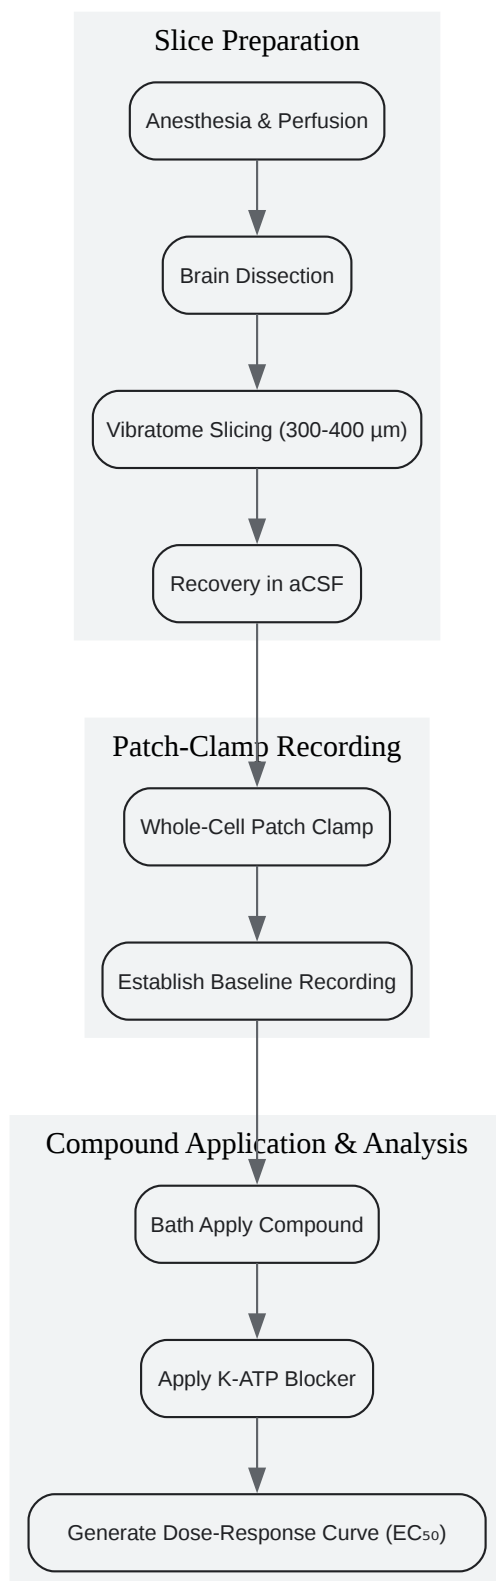 Slice Preparation
Anesthesia & Perfusion
Brain Dissection
Vibratome Slicing (300-400 µm)
Recovery in aCSF
Patch-Clamp Recording
Whole-Cell Patch Clamp
Establish Baseline Recording
Compound Application & Analysis
Bath Apply Compound
Apply K-ATP Blocker
Generate Dose-Response Curve (EC₅₀)